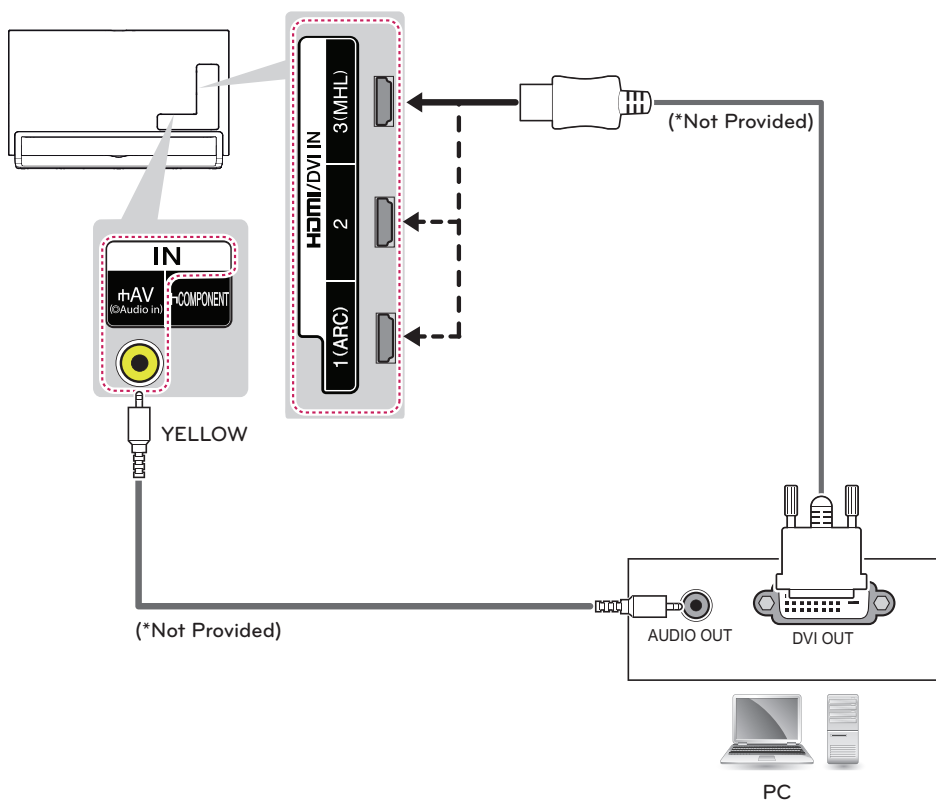 HDMI/DVI IN
3(MHL)
2
1(ARC)
(*Not Provided)
IN
AV
(Audio in)
COMPONENT
YELLOW
(*Not Provided)
AUDIO OUT
DVI OUT
PC